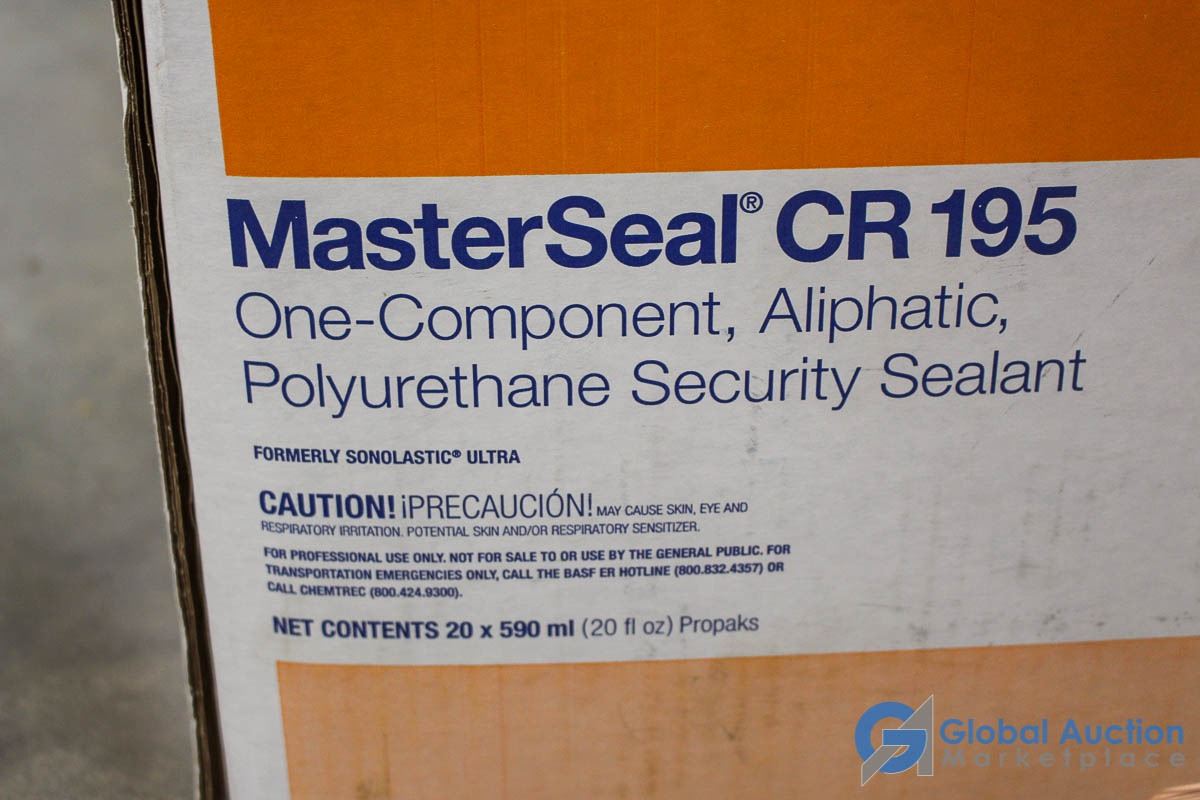 MasterSeal® CR 195
One-Component, Aliphatic,
Polyurethane Security Sealant
FORMERLY SONOLASTIC® ULTRA
CAUTION! ¡PRECAUCIÓN! MAY CAUSE SKIN, EYE AND
RESPIRATORY IRRITATION. POTENTIAL SKIN AND/OR RESPIRATORY SENSITIZER.
FOR PROFESSIONAL USE ONLY. NOT FOR SALE TO OR USE BY THE GENERAL PUBLIC. FOR
TRANSPORTATION EMERGENCIES ONLY, CALL THE BASF ER HOTLINE (800.832.4357) OR
CALL CHEMTREC (800.424.9300).
NET CONTENTS 20 x 590 ml (20 fl oz) Propaks
Global Auction
Marketplace